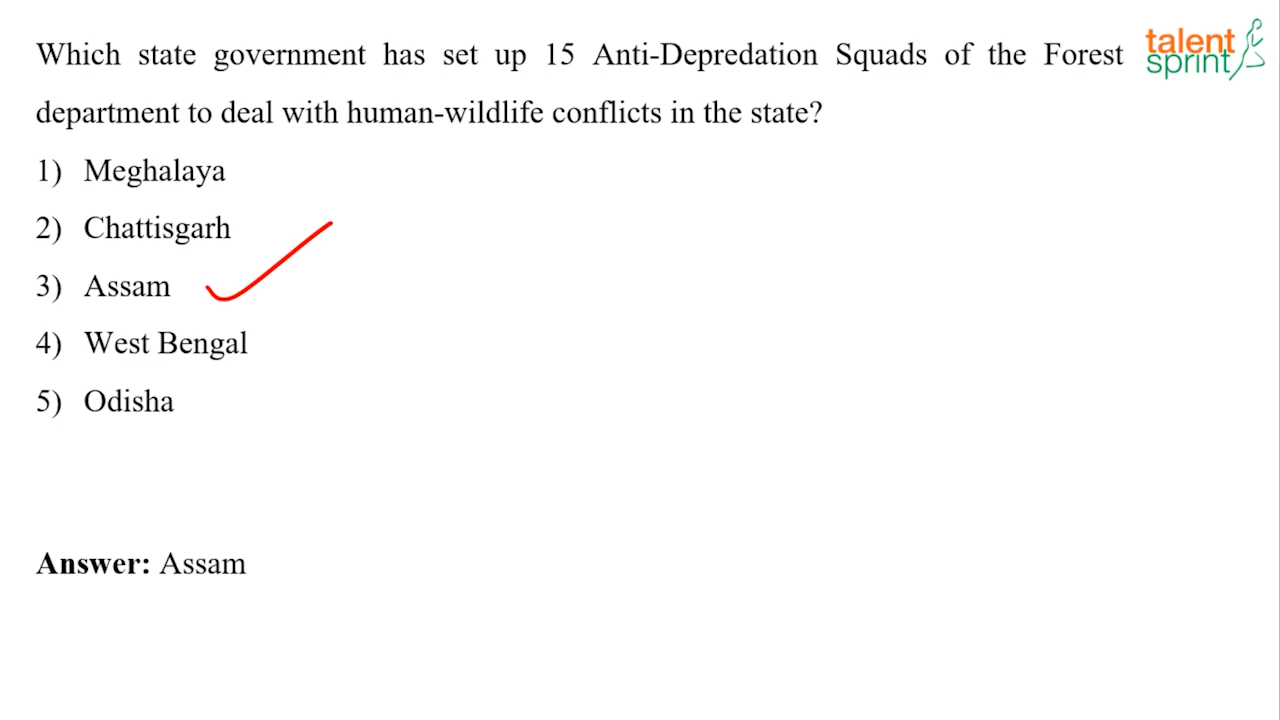 Which state government has set up 15 Anti-Depredation Squads of the Forest
department to deal with human-wildlife conflicts in the state?
1) Meghalaya
2) Chattisgarh
3) Assam
4) West Bengal
5) Odisha
Answer: Assam
talent
sprint